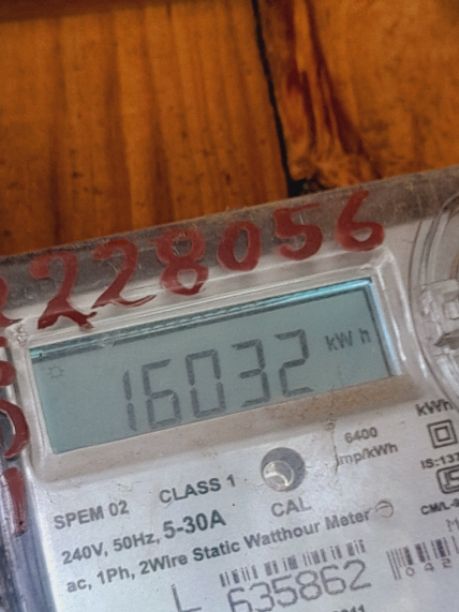 2228056
16032 kW h
kWh
6400
imp/kWh
SPEM 02 CLASS 1
CAL
240V, 50Hz, 5-30A
ac, 1Ph, 2Wire Static Watthour Meter
L 635862